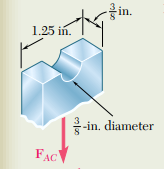 3/8 in.
1.25 in.
3/8-in. diameter
F_AC